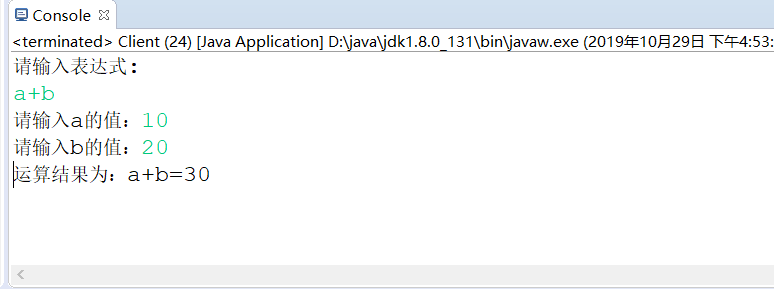 Console
<terminated> Client (24) [Java Application] D:\java\jdk1.8.0_131\bin\javaw.exe (2019年10月29日 下午4:53:
请输入表达式:
a+b
请输入a的值：10
请输入b的值：20
运算结果为：a+b=30